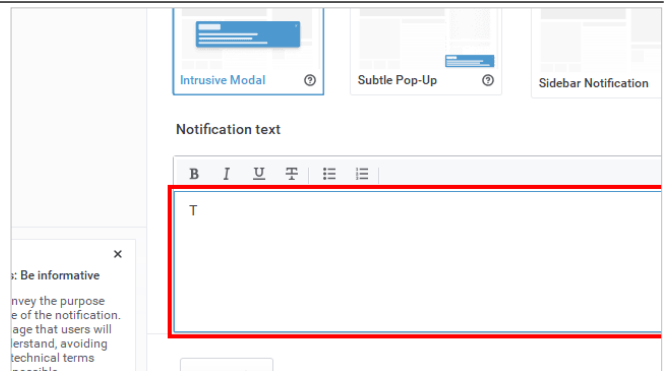 Intrusive Modal
Subtle Pop-Up
Sidebar Notification
Notification text
B I U T
T
×
: Be informative
nvey the purpose
e of the notification.
age that users will
lerstand, avoiding
technical terms